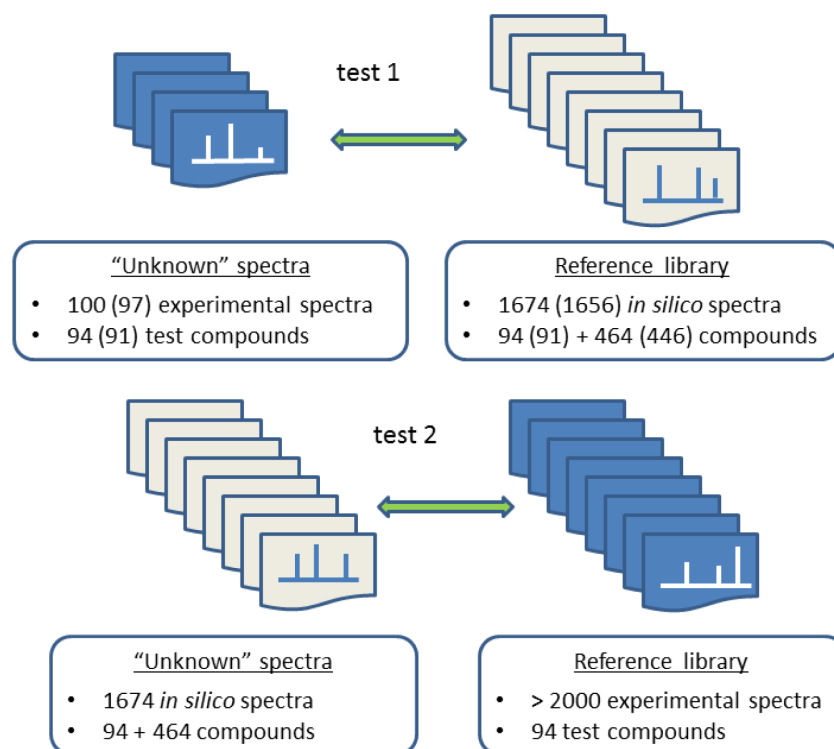 test 1
“Unknown” spectra
• 100 (97) experimental spectra
• 94 (91) test compounds
Reference library
• 1674 (1656) in silico spectra
• 94 (91) + 464 (446) compounds
test 2
“Unknown” spectra
• 1674 in silico spectra
• 94 + 464 compounds
Reference library
• > 2000 experimental spectra
• 94 test compounds